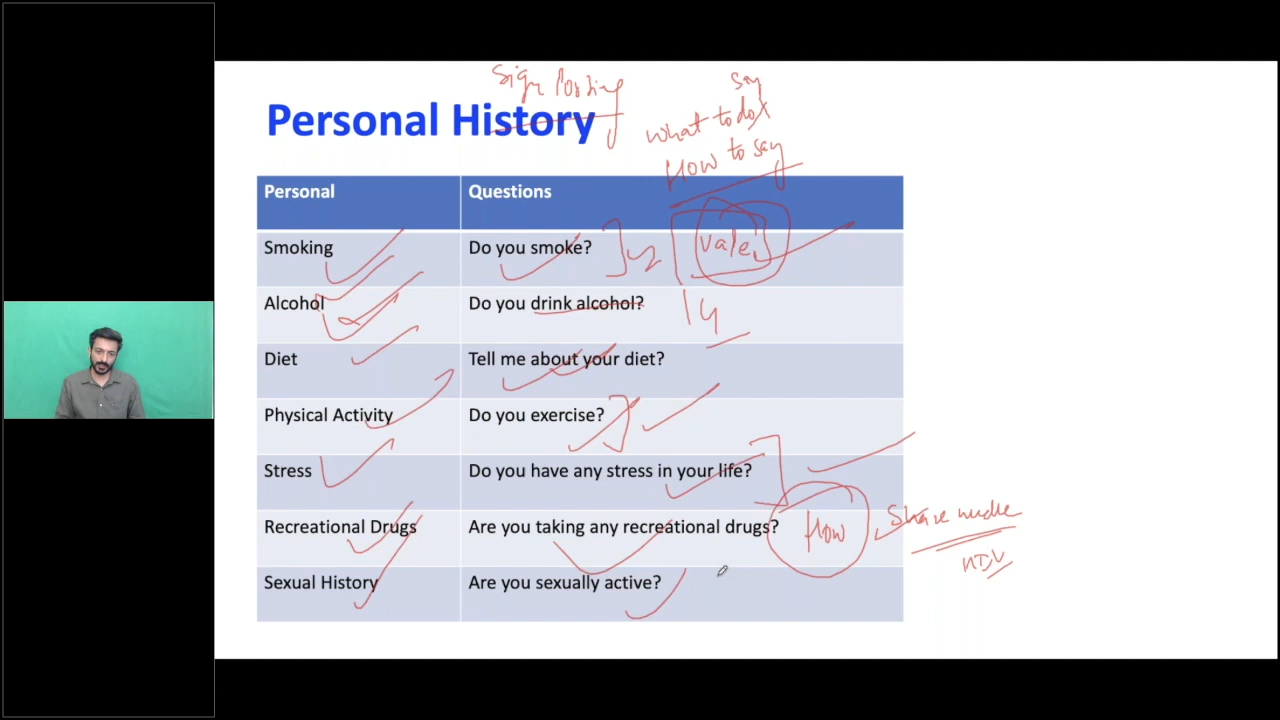 Sign Posting
say
Personal History
what to do x
How to say
Personal Questions
Smoking Do you smoke?
vale
Alcohol Do you drink alcohol?
14
Diet Tell me about your diet?
Physical Activity Do you exercise?
Stress Do you have any stress in your life?
Recreational Drugs Are you taking any recreational drugs?
How
Share
Sexual History Are you sexually active?